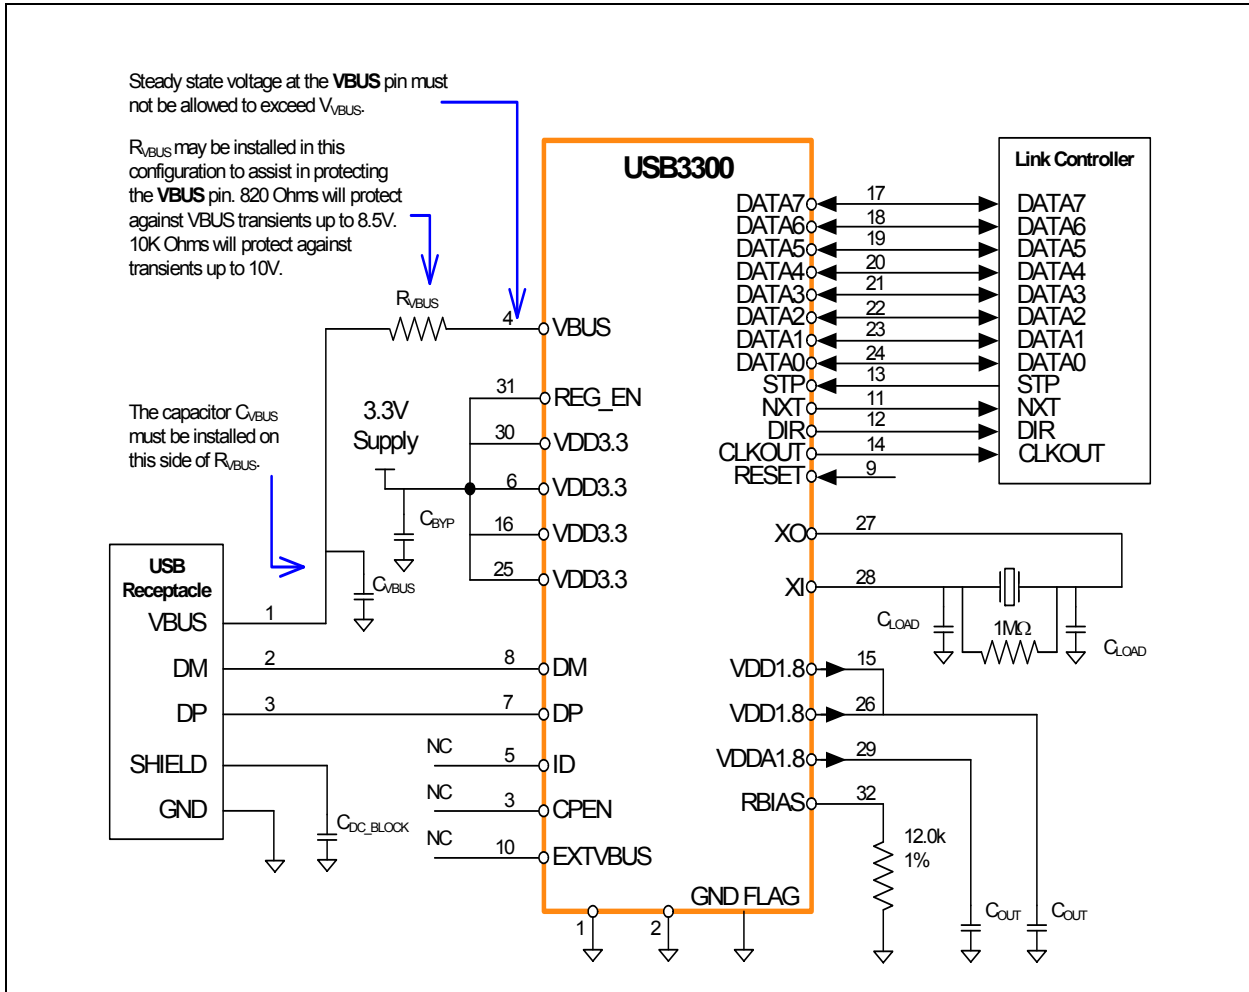 Steady state voltage at the VBUS pin must
not be allowed to exceed VVBUS.
RVBUS may be installed in this
configuration to assist in protecting
the VBUS pin. 820 Ohms will protect
against VBUS transients up to 8.5V.
10K Ohms will protect against
transients up to 10V.
RVBUS
The capacitor CVBUS
must be installed on
this side of RVBUS.
3.3V
Supply
CBYP
CVBUS
USB
Receptacle
VBUS 1
DM 2
DP 3
SHIELD
GND
CDC_BLOCK
USB3300
4 VBUS
31 REG_EN
30 VDD3.3
6 VDD3.3
16 VDD3.3
25 VDD3.3
8 DM
7 DP
NC 5 ID
NC 3 CPEN
NC 10 EXTVBUS
GND FLAG
1
2
Link Controller
DATA7 17 DATA7
DATA6 18 DATA6
DATA5 19 DATA5
DATA4 20 DATA4
DATA3 21 DATA3
DATA2 22 DATA2
DATA1 23 DATA1
DATA0 24 DATA0
STP 13 STP
NXT 11 NXT
DIR 12 DIR
CLKOUT 14 CLKOUT
RESET 9
XO 27
XI 28
CLOAD
1MΩ
CLOAD
VDD1.8 15
VDD1.8 26
VDDA1.8 29
RBIAS 32
12.0k
1%
COUT
COUT